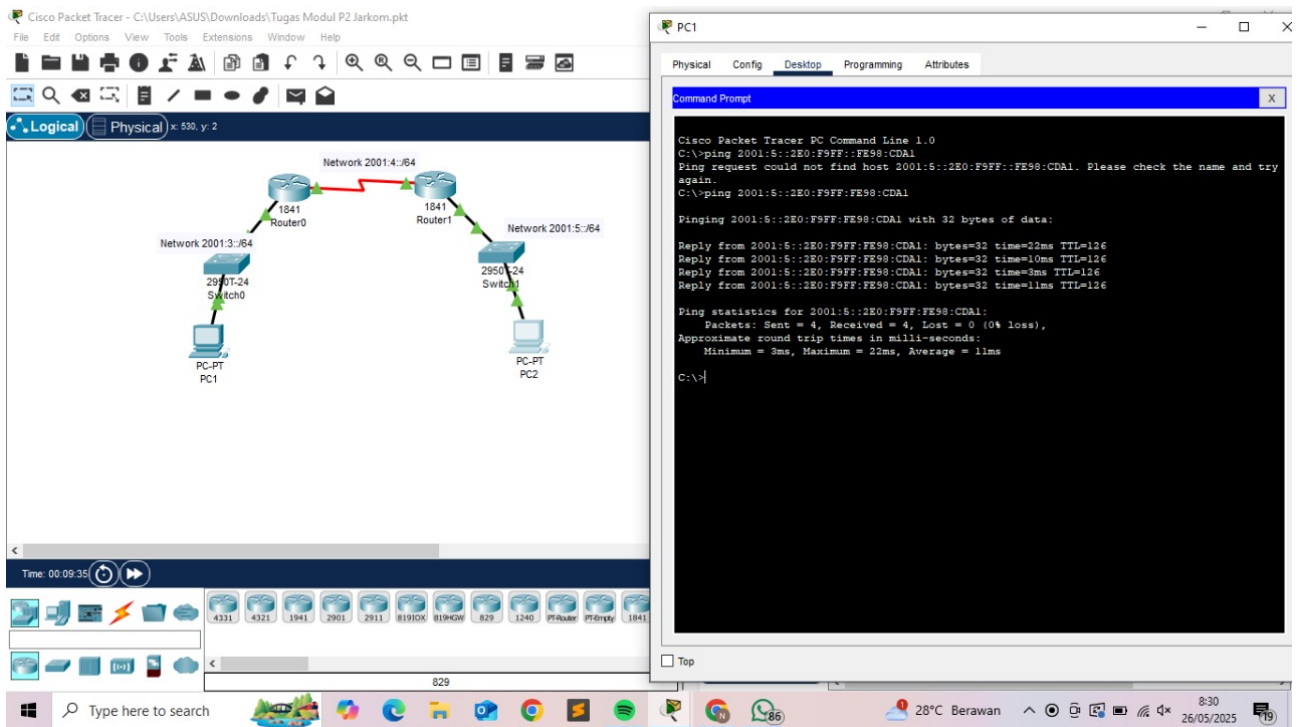 Cisco Packet Tracer - C:\Users\ASUS\Downloads\Tugas Modul P2 Jarkom.pkt
File Edit Options View Tools Extensions Window Help
Logical Physical x: 530, y: 2
Network 2001:4::/64
1841
Router0
1841
Router1
Network 2001:3::/64
Network 2001:5::/64
2950T-24
Switch0
2950T-24
Switch1
PC-PT
PC1
PC-PT
PC2
Time: 00:09:35
4331 4321 1941 2901 2911 819IOX 819HGW 829 1240 PT-Router PT-Empty 1841
829
PC1
Physical Config Desktop Programming Attributes
Command Prompt
X
Cisco Packet Tracer PC Command Line 1.0
C:\>ping 2001:5::2E0:F9FF::FE98:CDA1
Ping request could not find host 2001:5::2E0:F9FF::FE98:CDA1. Please check the name and try
again.
C:\>ping 2001:5::2E0:F9FF:FE98:CDA1
Pinging 2001:5::2E0:F9FF:FE98:CDA1 with 32 bytes of data:
Reply from 2001:5::2E0:F9FF:FE98:CDA1: bytes=32 time=22ms TTL=126
Reply from 2001:5::2E0:F9FF:FE98:CDA1: bytes=32 time=10ms TTL=126
Reply from 2001:5::2E0:F9FF:FE98:CDA1: bytes=32 time=3ms TTL=126
Reply from 2001:5::2E0:F9FF:FE98:CDA1: bytes=32 time=11ms TTL=126
Ping statistics for 2001:5::2E0:F9FF:FE98:CDA1:
Packets: Sent = 4, Received = 4, Lost = 0 (0% loss),
Approximate round trip times in milli-seconds:
Minimum = 3ms, Maximum = 22ms, Average = 11ms
C:\>
Top
Type here to search
86
28°C Berawan
8:30
26/05/2025
19